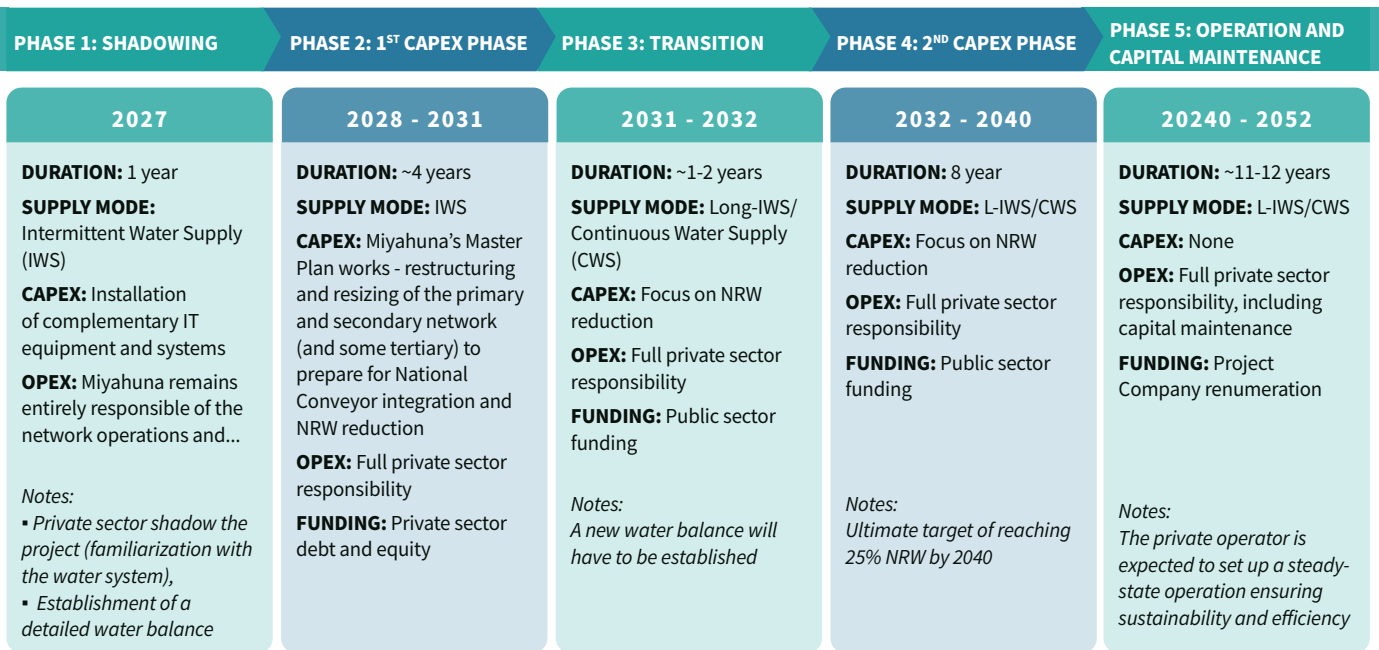 PHASE 1: SHADOWING
PHASE 2: 1ST CAPEX PHASE
PHASE 3: TRANSITION
PHASE 4: 2ND CAPEX PHASE
PHASE 5: OPERATION AND
CAPITAL MAINTENANCE
2027
DURATION: 1 year
SUPPLY MODE:
Intermittent Water Supply
(IWS)
CAPEX: Installation
of complementary IT
equipment and systems
OPEX: Miyahuna remains
entirely responsible of the
network operations and...
Notes:
▪ Private sector shadow the
project (familiarization with
the water system),
▪ Establishment of a
detailed water balance
2028 - 2031
DURATION: ~4 years
SUPPLY MODE: IWS
CAPEX: Miyahuna’s Master
Plan works - restructuring
and resizing of the primary
and secondary network
(and some tertiary) to
prepare for National
Conveyor integration and
NRW reduction
OPEX: Full private sector
responsibility
FUNDING: Private sector
debt and equity
2031 - 2032
DURATION: ~1-2 years
SUPPLY MODE: Long-IWS/
Continuous Water Supply
(CWS)
CAPEX: Focus on NRW
reduction
OPEX: Full private sector
responsibility
FUNDING: Public sector
funding
Notes:
A new water balance will
have to be established
2032 - 2040
DURATION: 8 year
SUPPLY MODE: L-IWS/CWS
CAPEX: Focus on NRW
reduction
OPEX: Full private sector
responsibility
FUNDING: Public sector
funding
Notes:
Ultimate target of reaching
25% NRW by 2040
20240 - 2052
DURATION: ~11-12 years
SUPPLY MODE: L-IWS/CWS
CAPEX: None
OPEX: Full private sector
responsibility, including
capital maintenance
FUNDING: Project
Company renumeration
Notes:
The private operator is
expected to set up a steady-
state operation ensuring
sustainability and efficiency